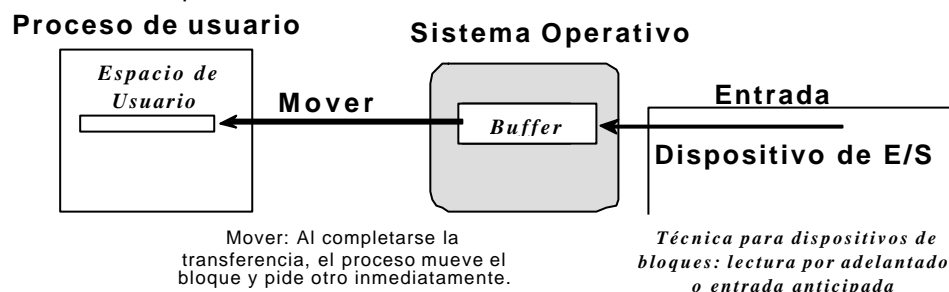 Proceso de usuario
Sistema Operativo
Espacio de
Usuario
Mover
Buffer
Entrada
Dispositivo de E/S
Mover: Al completarse la
transferencia, el proceso mueve el
bloque y pide otro inmediatamente.
Técnica para dispositivos de
bloques: lectura por adelantado
o entrada anticipada